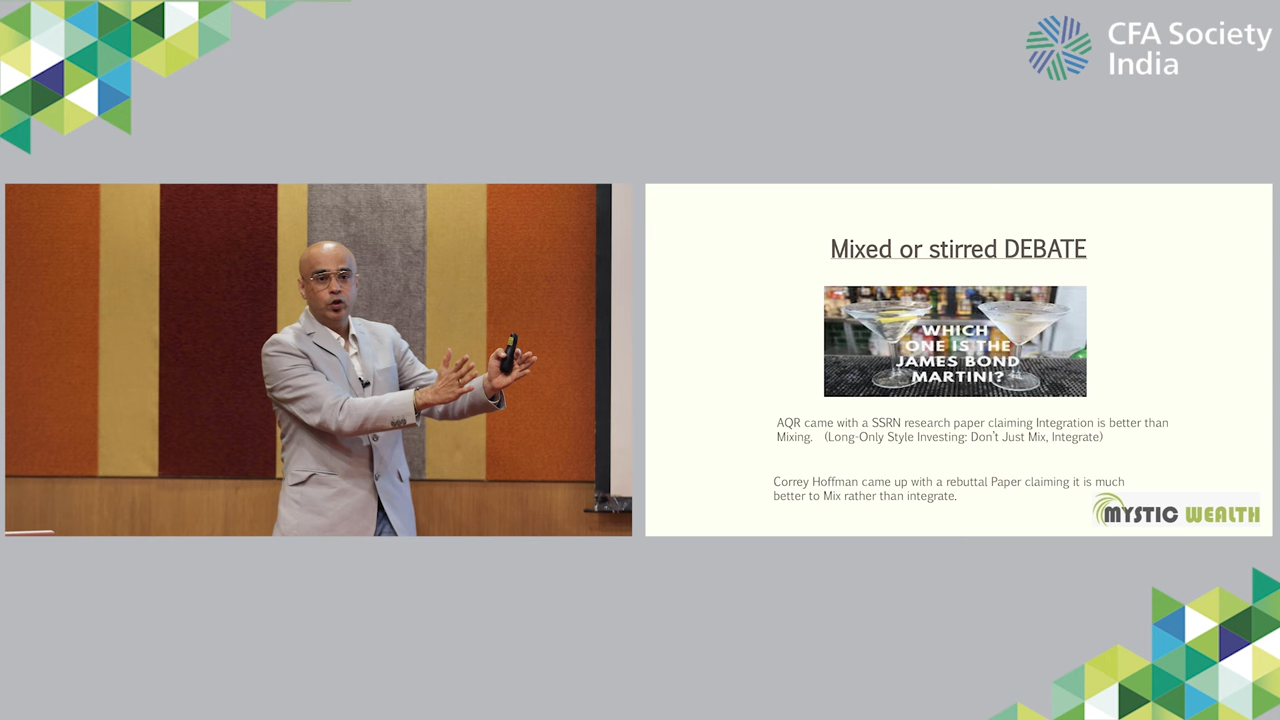 CFA Society
India
Mixed or stirred DEBATE
WHICH
ONE IS THE
JAMES BOND
MARTINI?
AQR came with a SSRN research paper claiming Integration is better than
Mixing. (Long-Only Style Investing: Don't Just Mix, Integrate)
Correy Hoffman came up with a rebuttal Paper claiming it is much
better to Mix rather than integrate.
MYSTIC WEALTH